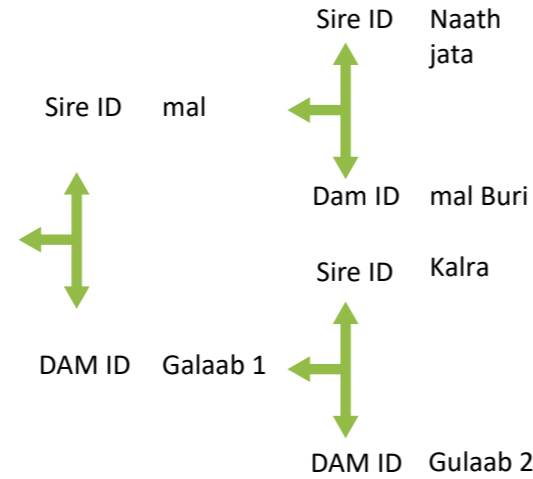 Sire ID Naath
jata
Sire ID mal
Dam ID mal Buri
Sire ID Kalra
DAM ID Galaab 1
DAM ID Gulaab 2